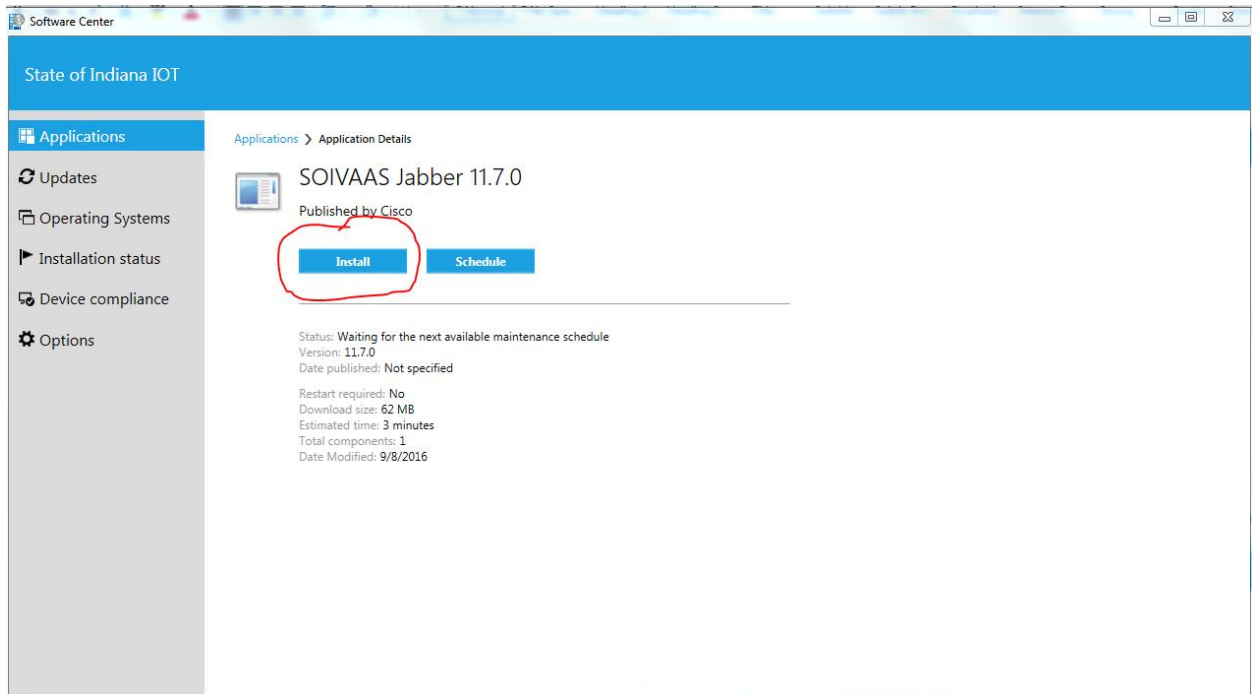 Software Center
State of Indiana IOT
Applications
Updates
Operating Systems
Installation status
Device compliance
Options
Applications > Application Details
SOIVAAS Jabber 11.7.0
Published by Cisco
Install Schedule
Status: Waiting for the next available maintenance schedule
Version: 11.7.0
Date published: Not specified
Restart required: No
Download size: 62 MB
Estimated time: 3 minutes
Total components: 1
Date Modified: 9/8/2016